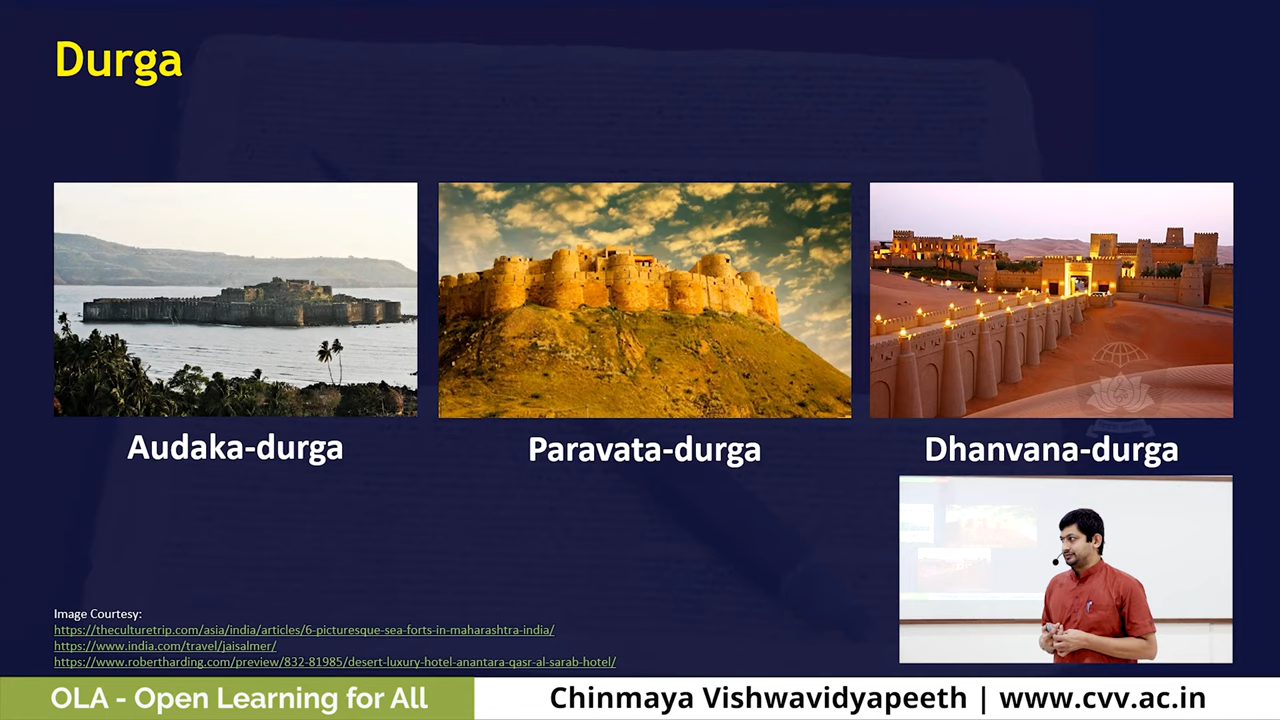 Durga
Audaka-durga
Paravata-durga
Dhanvana-durga
Image Courtesy:
https://theculturetrip.com/asia/india/articles/6-picturesque-sea-forts-in-maharashtra-india/
https://www.india.com/travel/jaisalmer/
https://www.robertharding.com/preview/832-81985/desert-luxury-hotel-anantara-qasr-al-sarab-hotel/
OLA - Open Learning for All
Chinmaya Vishwavidyapeeth | www.cvv.ac.in